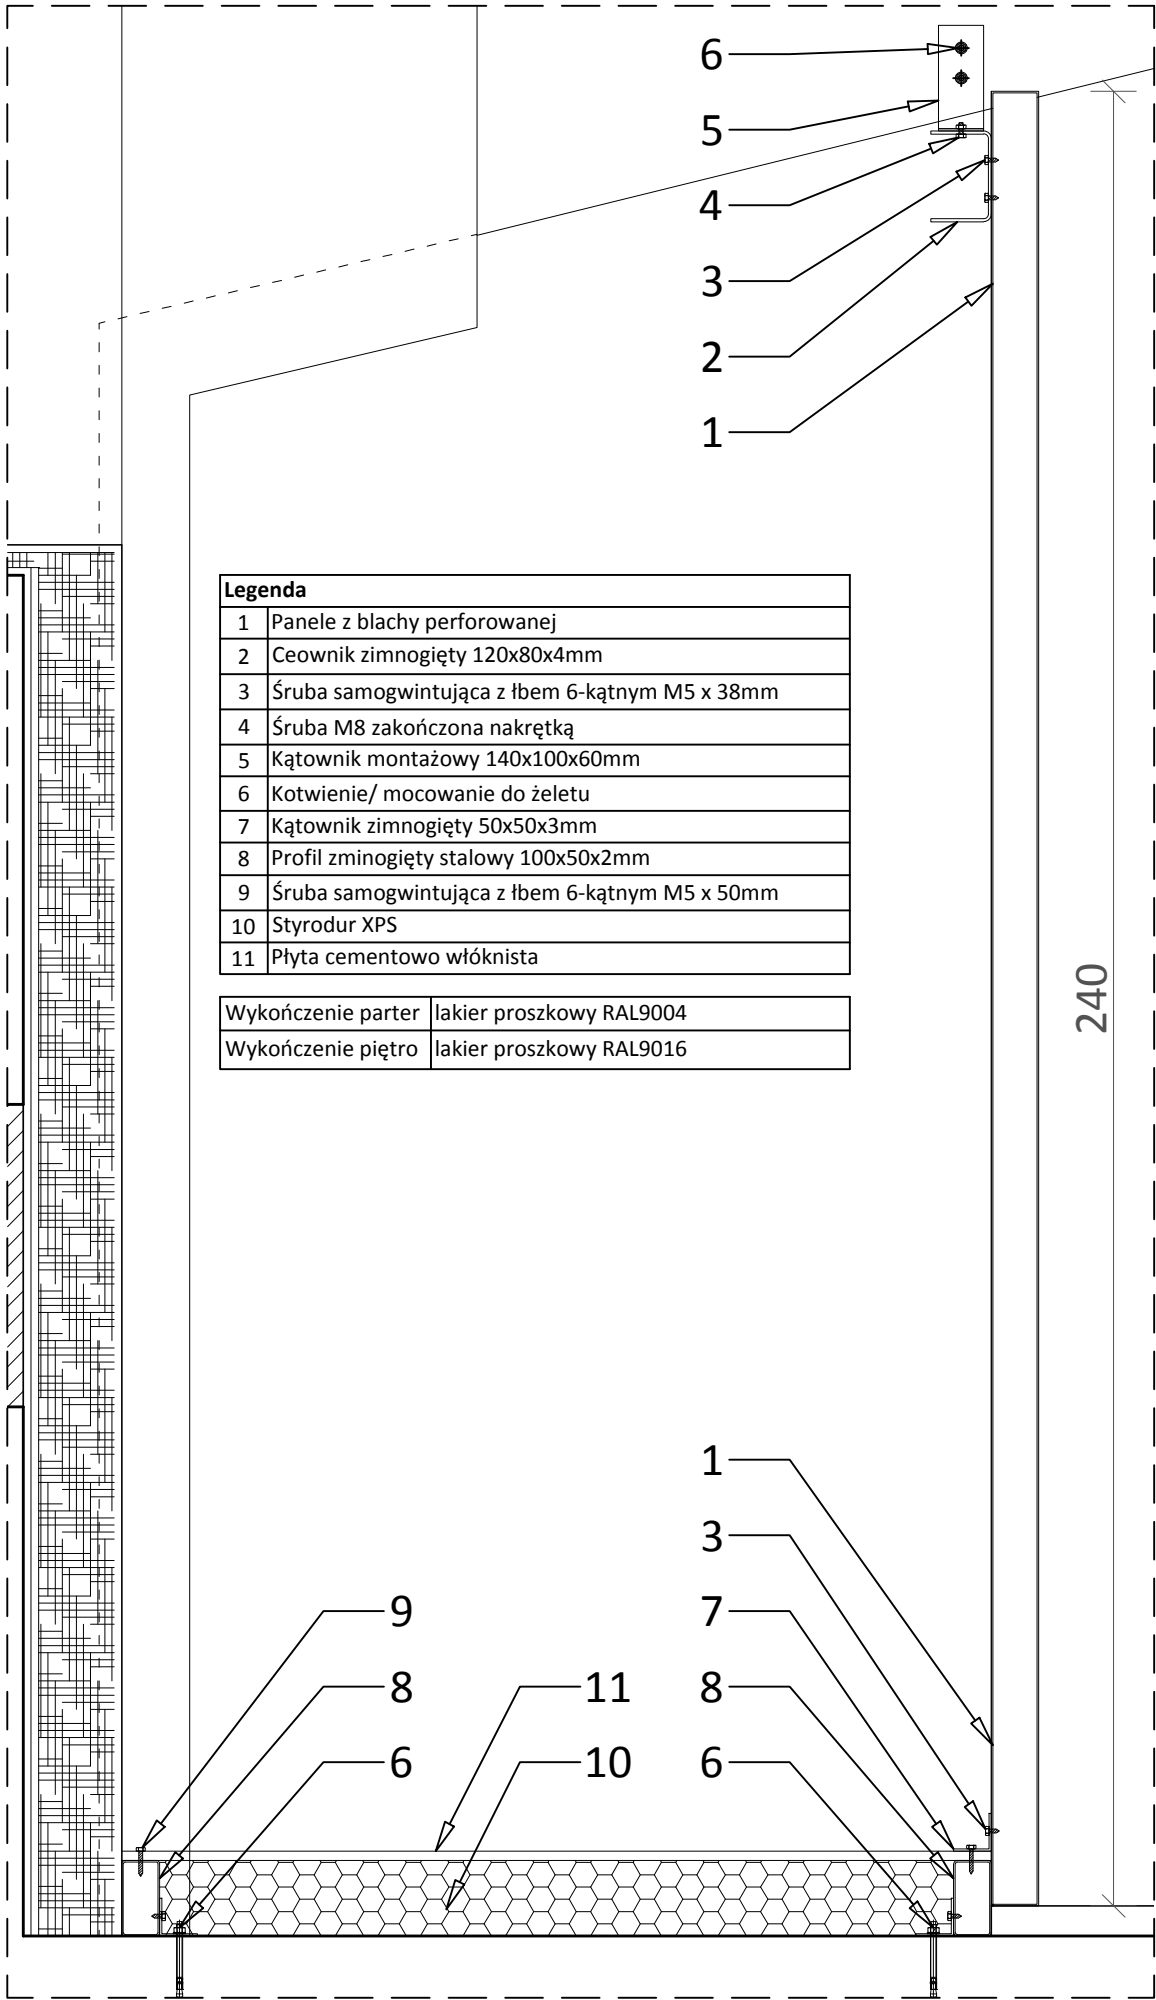 6
5
4
3
2
1
Legenda
1 Panele z blachy perforowanej
2 Ceownik zimnogięty 120x80x4mm
3 Śruba samogwintująca z łbem 6-kątnym M5 x 38mm
4 Śruba M8 zakończona nakrętką
5 Kątownik montażowy 140x100x60mm
6 Kotwienie/ mocowanie do żeletu
7 Kątownik zimnogięty 50x50x3mm
8 Profil zminogięty stalowy 100x50x2mm
9 Śruba samogwintująca z łbem 6-kątnym M5 x 50mm
10 Styrodur XPS
11 Płyta cementowo włóknista
Wykończenie parter lakier proszkowy RAL9004
Wykończenie piętro lakier proszkowy RAL9016
240
1
3
9 7
8 11 8
6 10 6